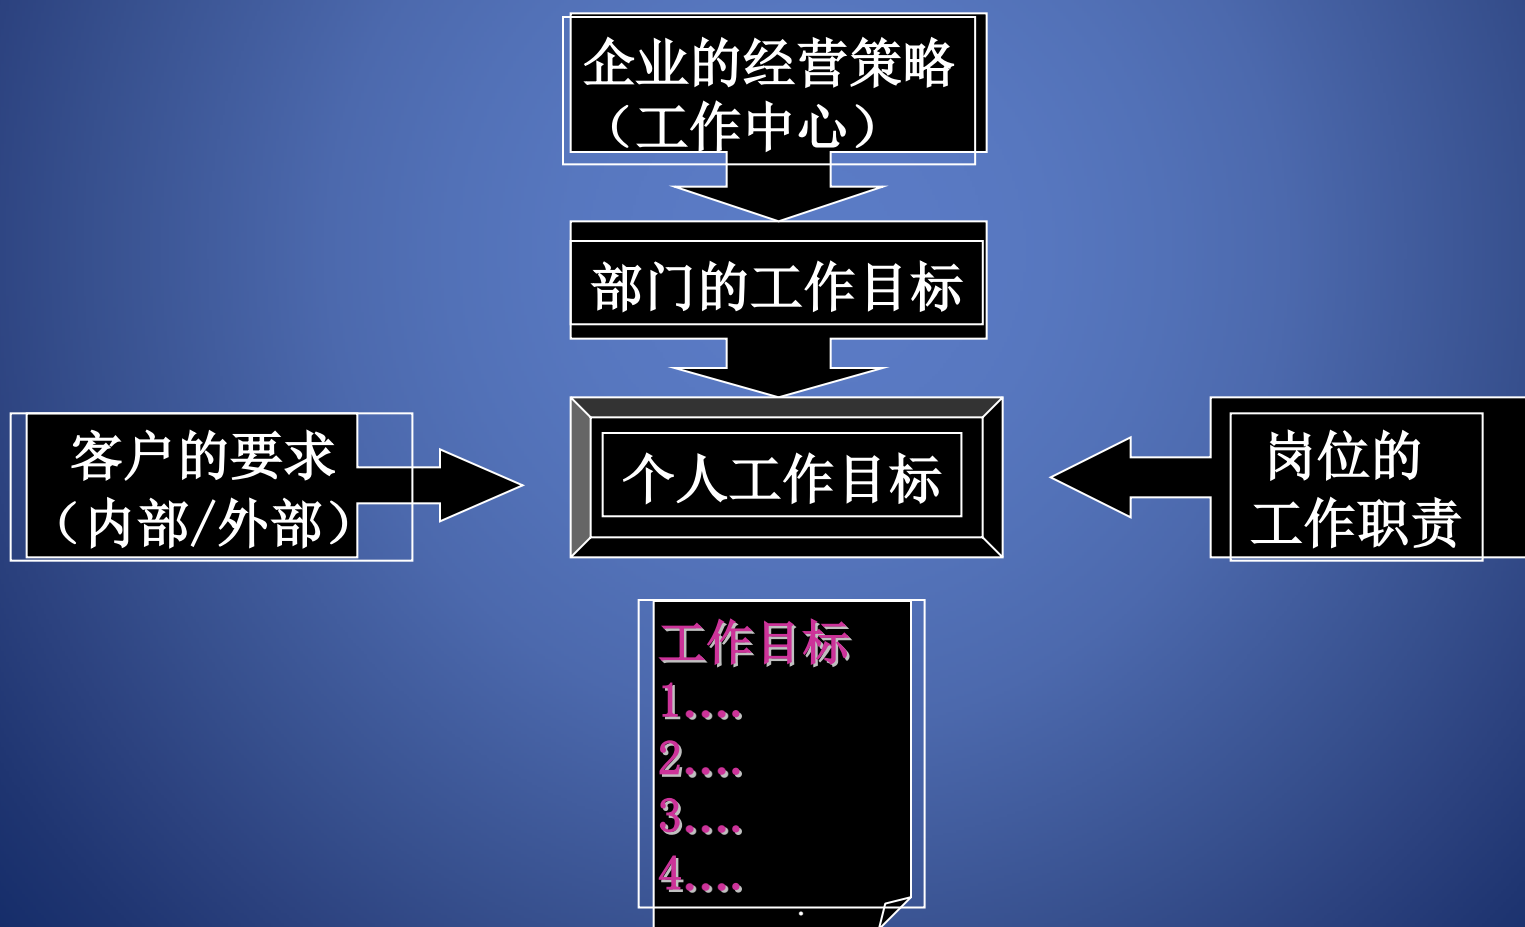 企业的经营策略
（工作中心）
部门的工作目标
客户的要求
（内部/外部）
个人工作目标
岗位的
工作职责
工作目标
1....
2....
3....
4....
.